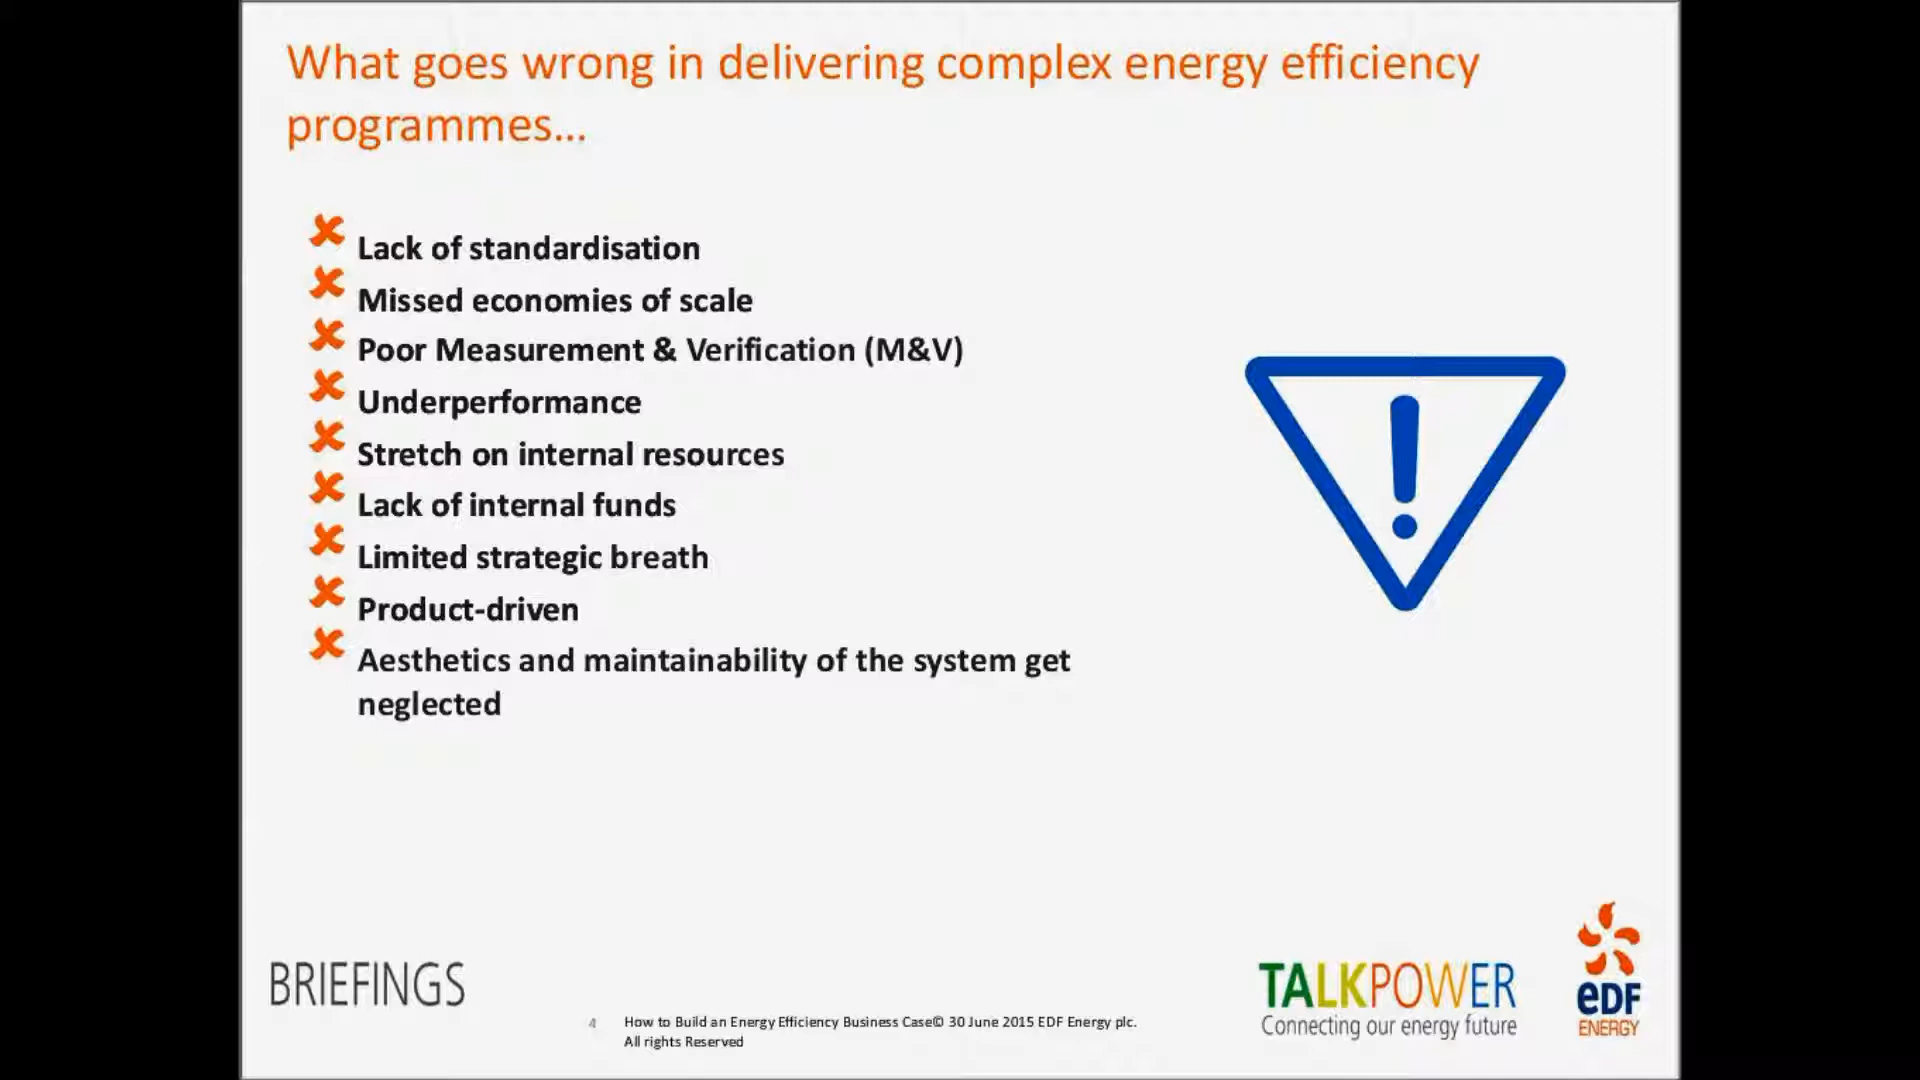 What goes wrong in delivering complex energy efficiency
programmes...
Lack of standardisation
Missed economies of scale
Poor Measurement & Verification (M&V)
Underperformance
Stretch on internal resources
Lack of internal funds
Limited strategic breath
Product-driven
Aesthetics and maintainability of the system get
neglected
BRIEFINGS
4 How to Build an Energy Efficiency Business Case© 30 June 2015 EDF Energy plc.
All rights Reserved
TALKPOWER
Connecting our energy future
eDF
ENERGY